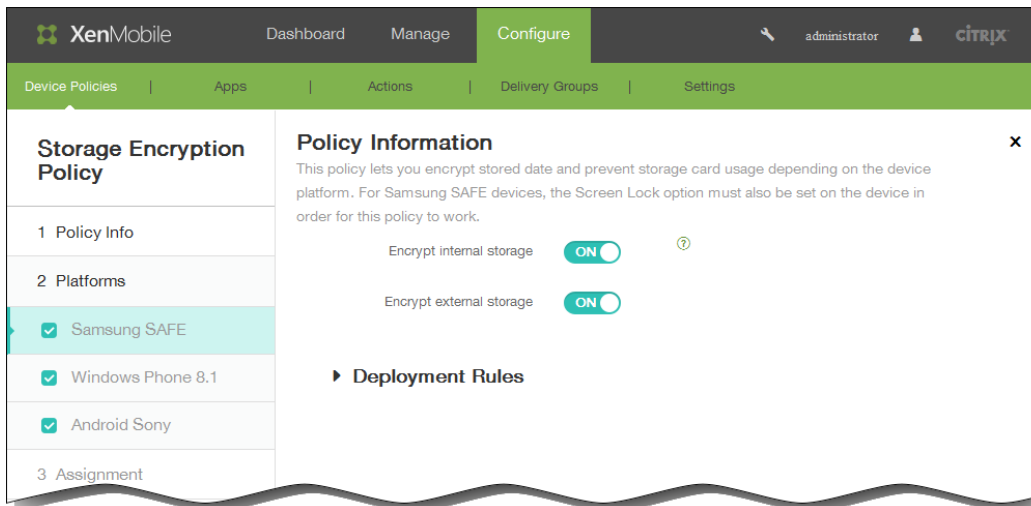 XenMobile Dashboard Manage Configure administrator CİTRIX
Device Policies | Apps | Actions | Delivery Groups | Settings
Storage Encryption
Policy
1 Policy Info
2 Platforms
Samsung SAFE
Windows Phone 8.1
Android Sony
3 Assignment
Policy Information
This policy lets you encrypt stored date and prevent storage card usage depending on the device
platform. For Samsung SAFE devices, the Screen Lock option must also be set on the device in
order for this policy to work.
Encrypt internal storage ON ?
Encrypt external storage ON
Deployment Rules